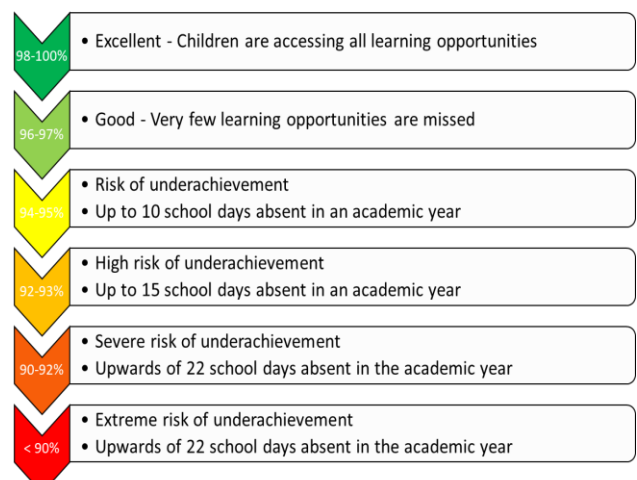 98-100%
• Excellent - Children are accessing all learning opportunities
96-97%
• Good - Very few learning opportunities are missed
94-95%
• Risk of underachievement
• Up to 10 school days absent in an academic year
92-93%
• High risk of underachievement
• Up to 15 school days absent in an academic year
90-92%
• Severe risk of underachievement
• Upwards of 22 school days absent in the academic year
< 90%
• Extreme risk of underachievement
• Upwards of 22 school days absent in the academic year